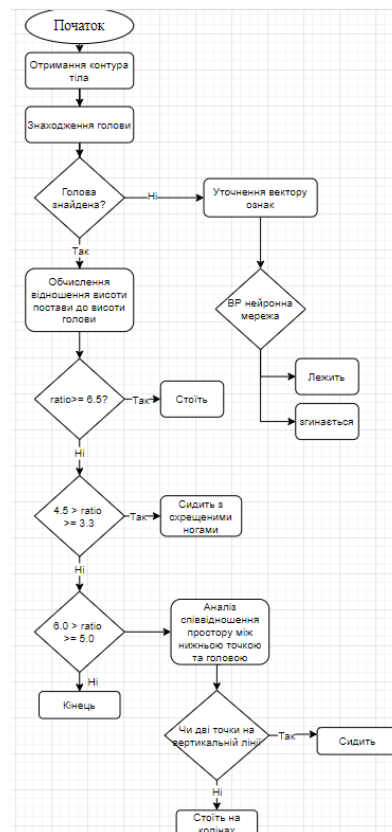 Початок
Отримання контура
тіла
Знаходження голови
Голова
знайдена?
Ні
Уточнення вектору
ознак
Так
Обчислення
відношення висоти
постави до висоти
голови
BP нейронна
мережа
Лежить
згинається
ratio>= 6.5?
Так
Стоїть
Ні
4.5 > ratio
>= 3.3
Так
Сидить з
схрещеними
ногами
Ні
6.0 > ratio
>= 5.0
Аналіз
співвідношення
простору між
нижньою точкою
та головою
Ні
Кінець
Чи дві точки на
вертикальній лінії
Так
Сидить
Ні
Стоїть на
колінах